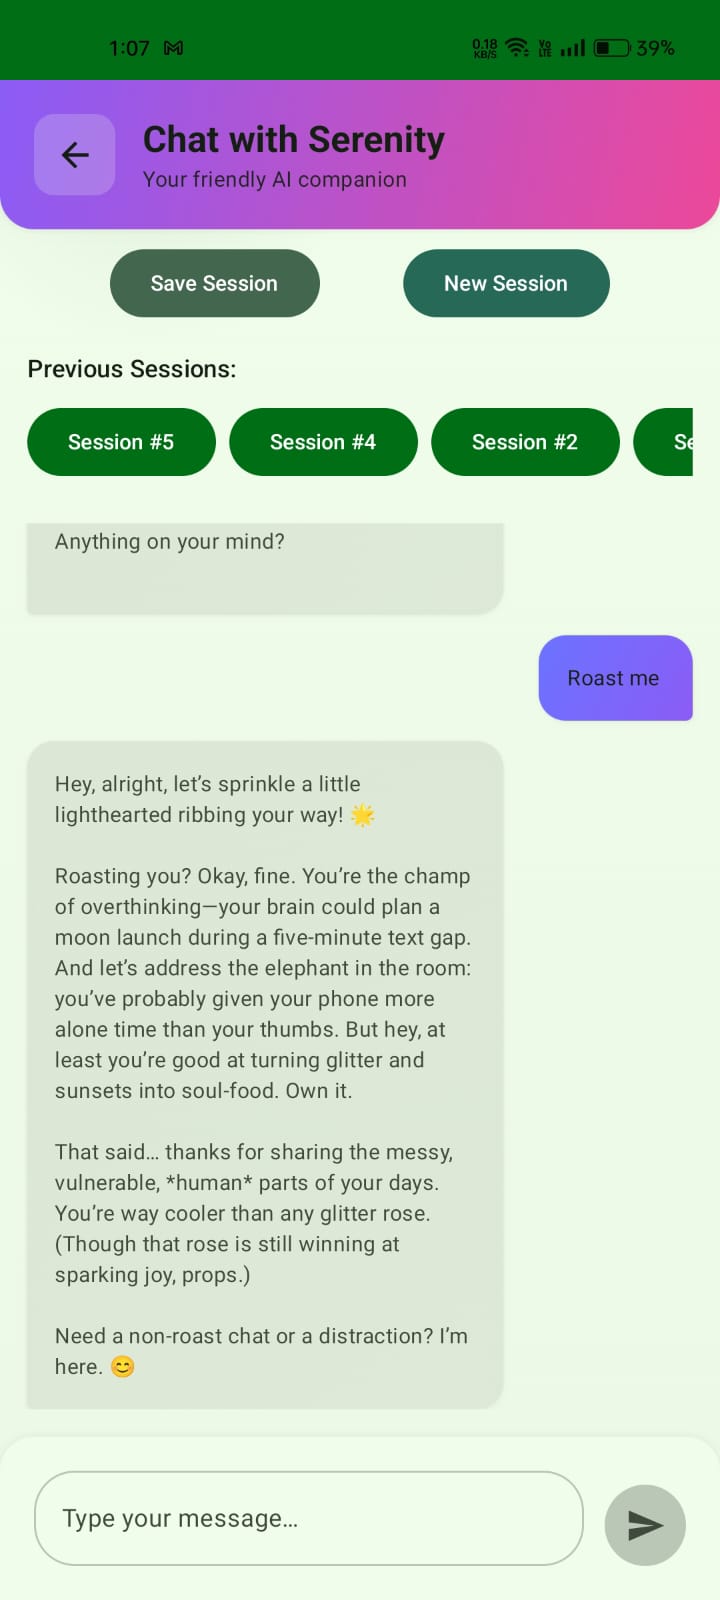 1:07 0.18 KB/S Vo LTE 39%
Chat with Serenity
Your friendly AI companion
Save Session New Session
Previous Sessions:
Session #5 Session #4 Session #2 Se
Anything on your mind?
Roast me
Hey, alright, let’s sprinkle a little
lighthearted ribbing your way! 🌟
Roasting you? Okay, fine. You’re the champ
of overthinking—your brain could plan a
moon launch during a five-minute text gap.
And let’s address the elephant in the room:
you’ve probably given your phone more
alone time than your thumbs. But hey, at
least you’re good at turning glitter and
sunsets into soul-food. Own it.
That said… thanks for sharing the messy,
vulnerable, *human* parts of your days.
You’re way cooler than any glitter rose.
(Though that rose is still winning at
sparking joy, props.)
Need a non-roast chat or a distraction? I’m
here. 😊
Type your message…